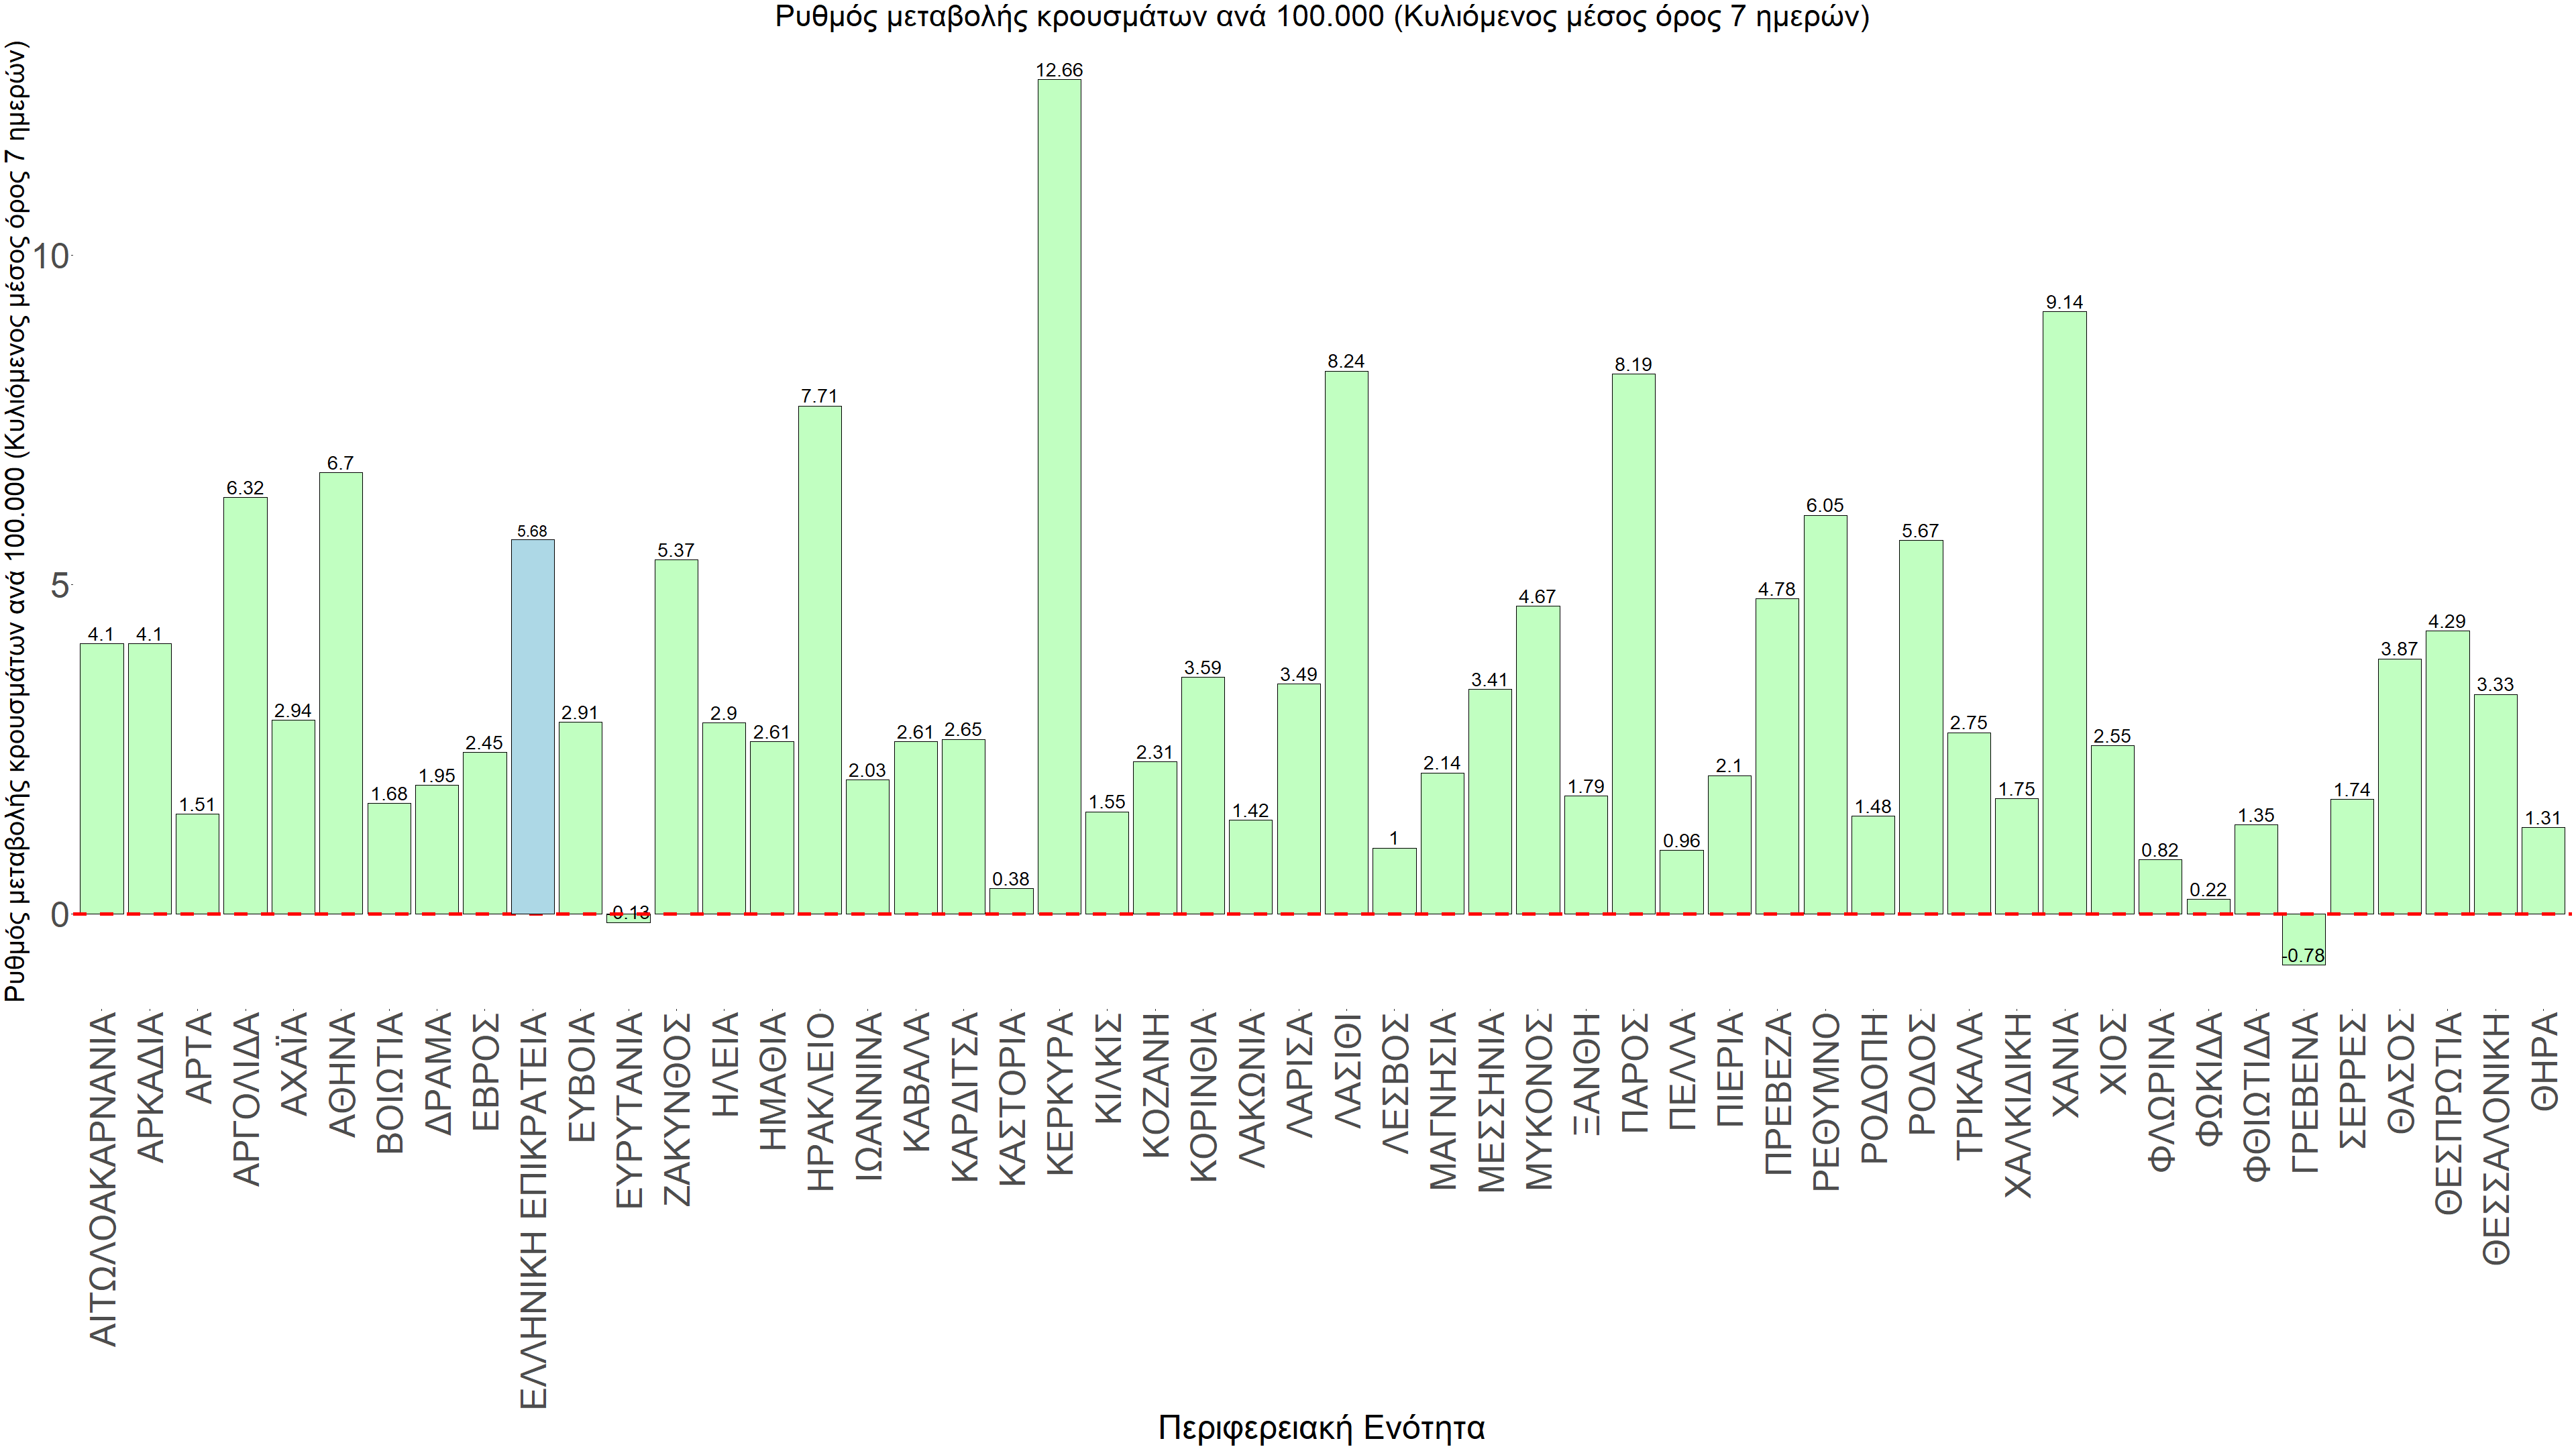 Ρυθμός μεταβολής κρουσμάτων ανά 100.000 (Κυλιόμενος μέσος όρος 7 ημερών)
Ρυθμός μεταβολής κρουσμάτων ανά 100.000 (Κυλιόμενος μέσος όρος 7 ημερών)
10
5
0
4.1
4.1
1.51
6.32
2.94
6.7
1.68
1.95
2.45
5.68
2.91
-0.13
5.37
2.9
2.61
7.71
2.03
2.61
2.65
0.38
12.66
1.55
2.31
3.59
1.42
3.49
8.24
1
2.14
3.41
4.67
1.79
8.19
0.96
2.1
4.78
6.05
1.48
5.67
2.75
1.75
9.14
2.55
0.82
0.22
1.35
-0.78
1.74
3.87
4.29
3.33
1.31
ΑΙΤΩΛΟΑΚΑΡΝΑΝΙΑ
ΑΡΚΑΔΙΑ
ΑΡΤΑ
ΑΡΓΟΛΙΔΑ
ΑΧΑΪΑ
ΑΘΗΝΑ
ΒΟΙΩΤΙΑ
ΔΡΑΜΑ
ΕΒΡΟΣ
ΕΛΛΗΝΙΚΗ ΕΠΙΚΡΑΤΕΙΑ
ΕΥΒΟΙΑ
ΕΥΡΥΤΑΝΙΑ
ΖΑΚΥΝΘΟΣ
ΗΛΕΙΑ
ΗΜΑΘΙΑ
ΗΡΑΚΛΕΙΟ
ΙΩΑΝΝΙΝΑ
ΚΑΒΑΛΑ
ΚΑΡΔΙΤΣΑ
ΚΑΣΤΟΡΙΑ
ΚΕΡΚΥΡΑ
ΚΙΛΚΙΣ
ΚΟΖΑΝΗ
ΚΟΡΙΝΘΙΑ
ΛΑΚΩΝΙΑ
ΛΑΡΙΣΑ
ΛΑΣΙΘΙ
ΛΕΣΒΟΣ
ΜΑΓΝΗΣΙΑ
ΜΕΣΣΗΝΙΑ
ΜΥΚΟΝΟΣ
ΞΑΝΘΗ
ΠΑΡΟΣ
ΠΕΛΛΑ
ΠΙΕΡΙΑ
ΠΡΕΒΕΖΑ
ΡΕΘΥΜΝΟ
ΡΟΔΟΠΗ
ΡΟΔΟΣ
ΤΡΙΚΑΛΑ
ΧΑΛΚΙΔΙΚΗ
ΧΑΝΙΑ
ΧΙΟΣ
ΦΛΩΡΙΝΑ
ΦΩΚΙΔΑ
ΦΘΙΩΤΙΔΑ
ΓΡΕΒΕΝΑ
ΣΕΡΡΕΣ
ΘΑΣΟΣ
ΘΕΣΠΡΩΤΙΑ
ΘΕΣΣΑΛΟΝΙΚΗ
ΘΗΡΑ
Περιφερειακή Ενότητα